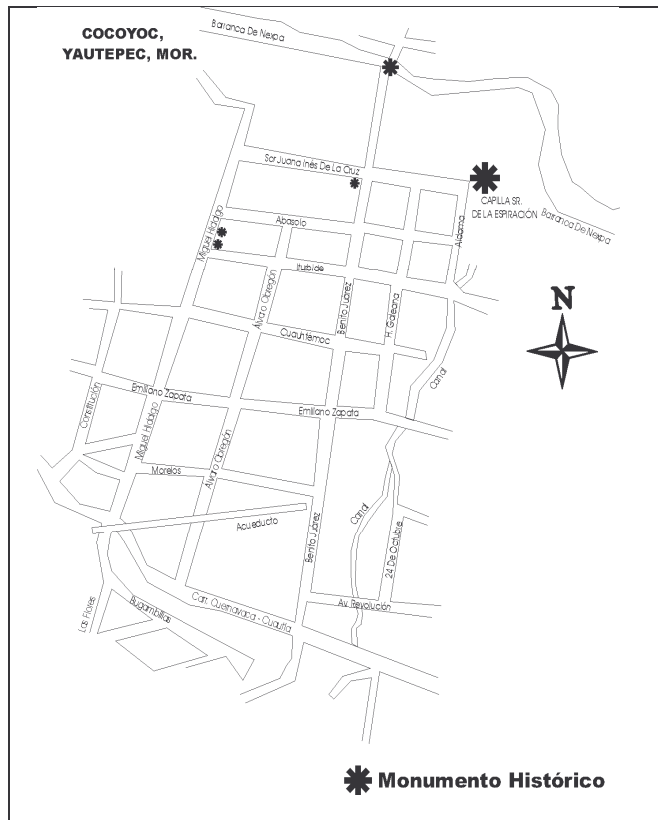 COCOYOC,
YAUTEPEC, MOR.
Barranca De Nexpa
Sor Juana Inés De La Cruz
CAPILLA SR.
DE LA ESPIRACIÓN
Barranca De Nexpa
Miguel Hidalgo
Abasolo
Aldama
Iturbide
N
Álvaro Obregón
Benito Juárez
H. Galeana
Cuauhtémoc
Canal
Constitución
Emiliano Zapata
Emiliano Zapata
Miguel Hidalgo
Álvaro Obregón
Morelos
Acueducto
Canal
Benito Juárez
24 De Octubre
Las Flores
Bugambilias
Carr. Cuernavaca - Cuautla
Av. Revolución
Monumento Histórico